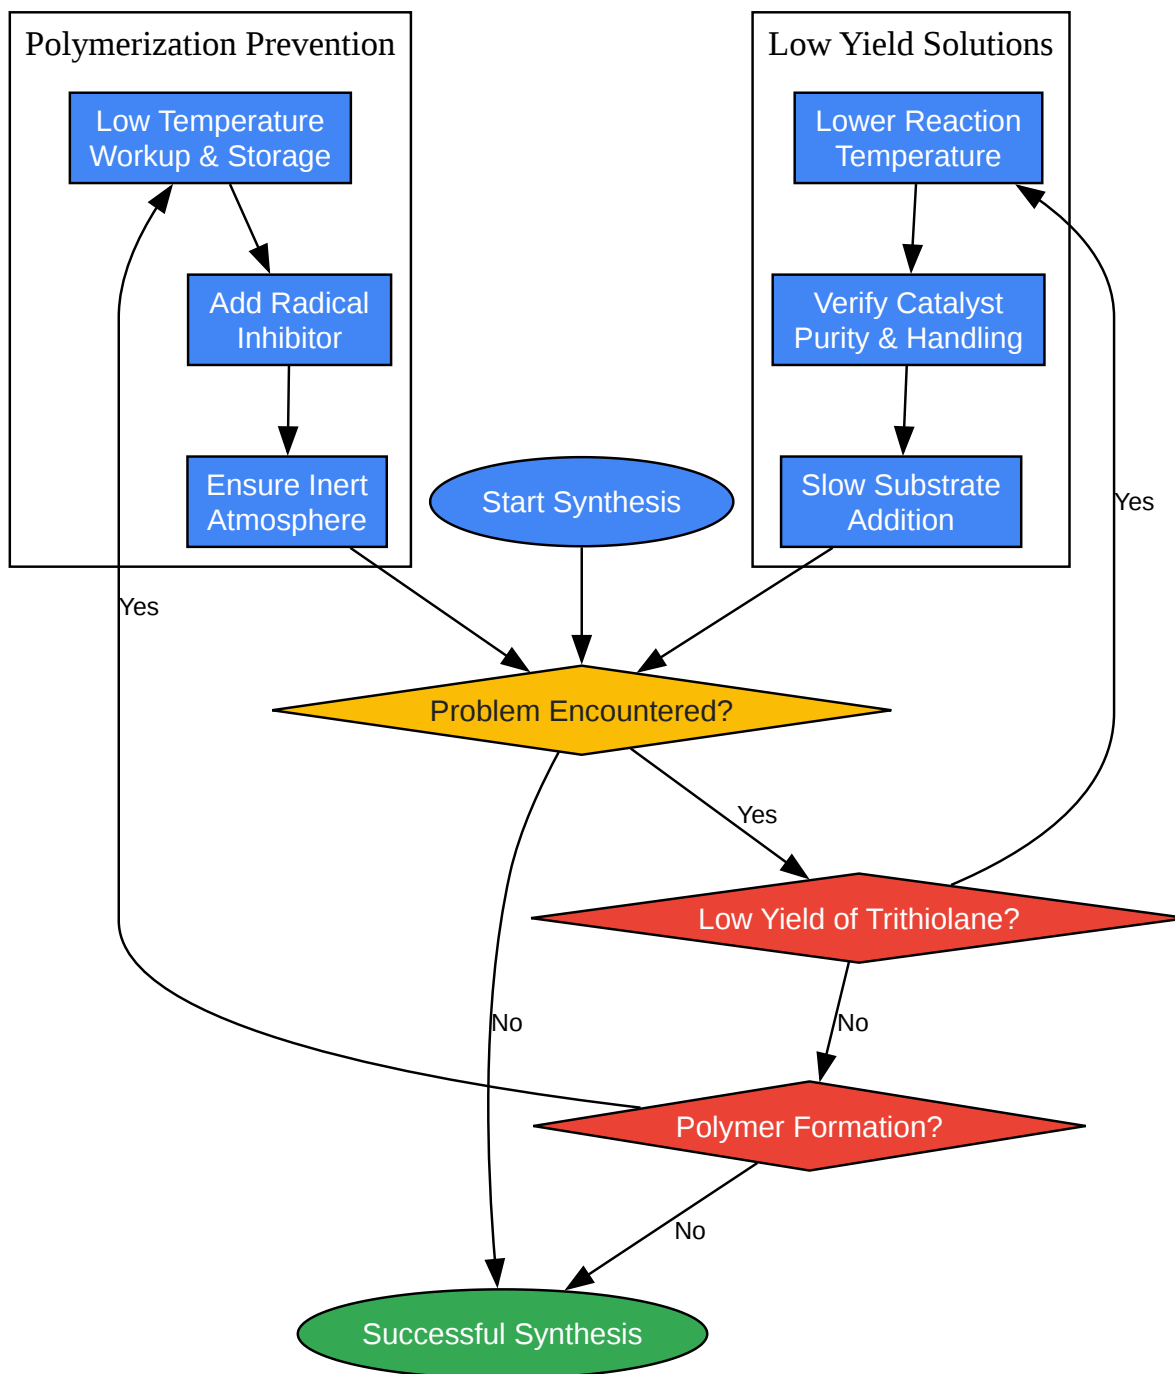 Polymerization Prevention
Low Temperature
Workup & Storage
Add Radical
Inhibitor
Ensure Inert
Atmosphere
Low Yield Solutions
Lower Reaction
Temperature
Verify Catalyst
Purity & Handling
Slow Substrate
Addition
Start Synthesis
Yes
Yes
Problem Encountered?
Yes
Low Yield of Trithiolane?
No
No
Polymer Formation?
No
Successful Synthesis